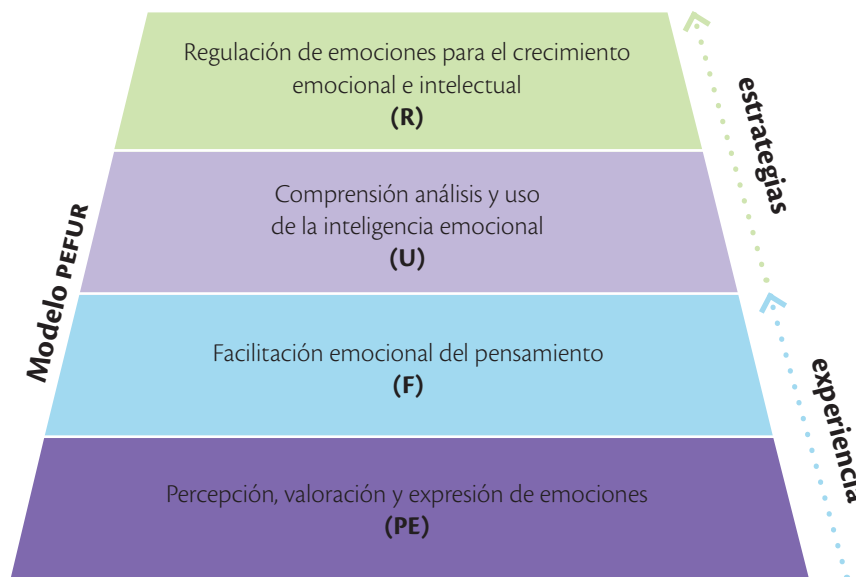 Regulación de emociones para el crecimiento
emocional e intelectual
(R)
Comprensión análisis y uso
de la inteligencia emocional
(U)
Facilitación emocional del pensamiento
(F)
Percepción, valoración y expresión de emociones
(PE)
Modelo PEFUR
estrategias
experiencia